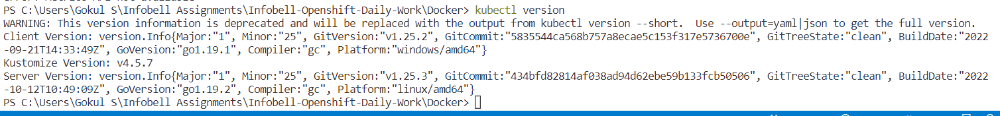 PS C:\Users\Gokul S\Infobell Assignments\Infobell-Openshift-Daily-Work\Docker> kubectl version
WARNING: This version information is deprecated and will be replaced with the output from kubectl version --short.  Use --output=yaml|json to get the full version.
Client Version: version.Info{Major:"1", Minor:"25", GitVersion:"v1.25.2", GitCommit:"5835544ca568b757a8ecae5c153f317e5736700e", GitTreeState:"clean", BuildDate:"2022
-09-21T14:33:49Z", GoVersion:"go1.19.1", Compiler:"gc", Platform:"windows/amd64"}
Kustomize Version: v4.5.7
Server Version: version.Info{Major:"1", Minor:"25", GitVersion:"v1.25.3", GitCommit:"434bfd82814af038ad94d62ebe59b133fcb50506", GitTreeState:"clean", BuildDate:"2022
-10-12T10:49:09Z", GoVersion:"go1.19.2", Compiler:"gc", Platform:"linux/amd64"}
PS C:\Users\Gokul S\Infobell Assignments\Infobell-Openshift-Daily-Work\Docker>